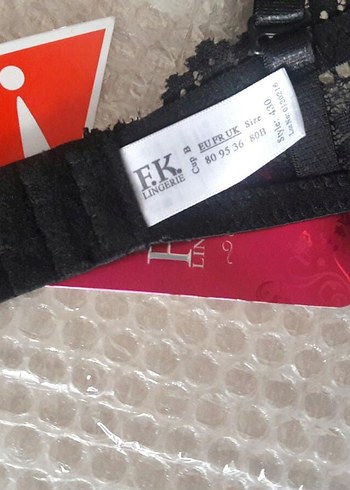 F.K.
LINGERIE
Cup B
EU FR UK Size
80 95 36 80B
Style: 430